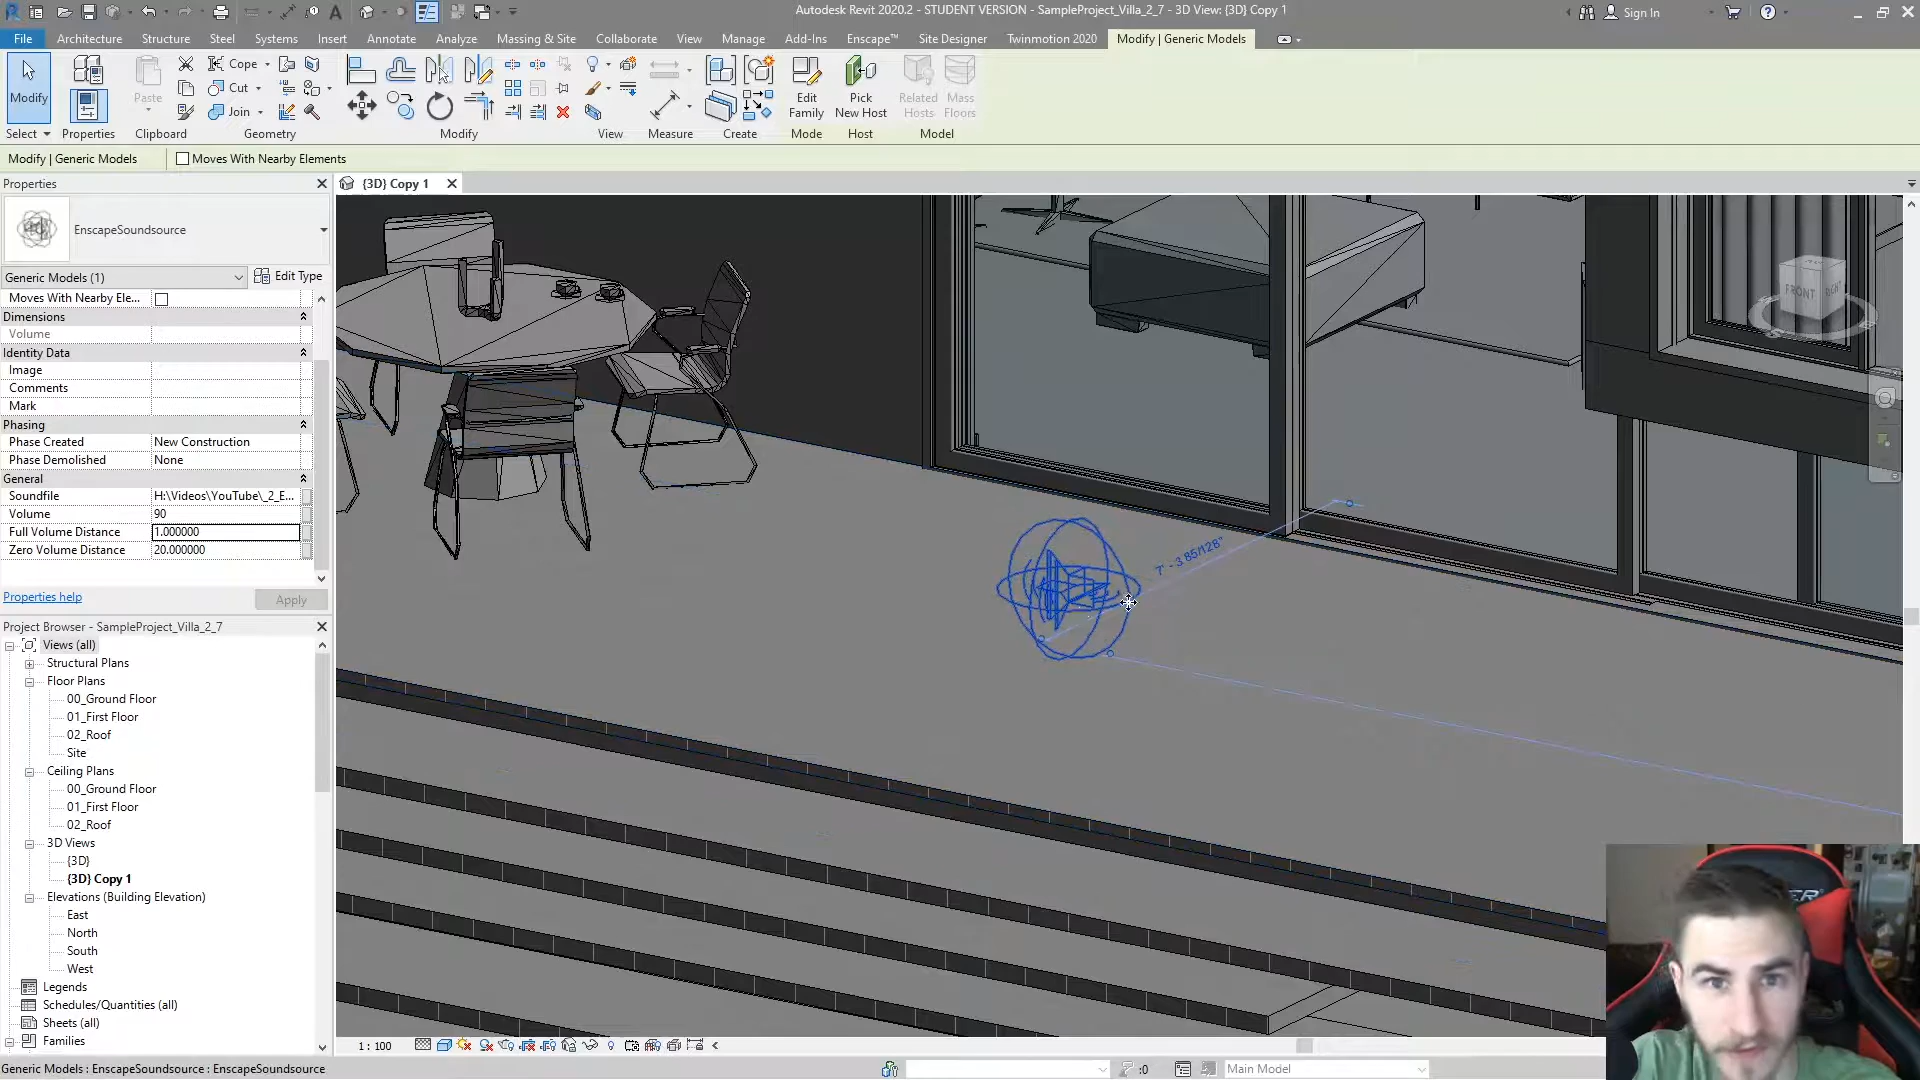 Autodesk Revit 2020.2 - STUDENT VERSION - SampleProject_Villa_2_7 - 3D View: {3D} Copy 1
Sign In
File
Architecture
Structure
Steel
Systems
Insert
Annotate
Analyze
Massing & Site
Collaborate
View
Manage
Add-Ins
Enscape™
Site Designer
Twinmotion 2020
Modify | Generic Models
Modify
Paste
Cope
Cut
Join
Edit
Family
Pick
New Host
Related
Hosts
Mass
Floors
Select
Properties
Clipboard
Geometry
Modify
View
Measure
Create
Mode
Host
Model
Modify | Generic Models
Moves With Nearby Elements
Properties
{3D} Copy 1
EnscapeSoundsource
Generic Models (1)
Edit Type
Moves With Nearby Ele...
Dimensions
Volume
Identity Data
Image
Comments
Mark
Phasing
Phase Created
New Construction
Phase Demolished
None
General
Soundfile
H:\Videos\YouTube\_2_E...
Volume
90
Full Volume Distance
1.000000
Zero Volume Distance
20.000000
Properties help
Apply
Project Browser - SampleProject_Villa_2_7
Views (all)
Structural Plans
Floor Plans
00_Ground Floor
01_First Floor
02_Roof
Site
Ceiling Plans
00_Ground Floor
01_First Floor
02_Roof
3D Views
{3D}
{3D} Copy 1
Elevations (Building Elevation)
East
North
South
West
Legends
Schedules/Quantities (all)
Sheets (all)
Families
7' - 3 85/128"
FRONT
RIGHT
1 : 100
Generic Models : EnscapeSoundsource : EnscapeSoundsource
:0
Main Model